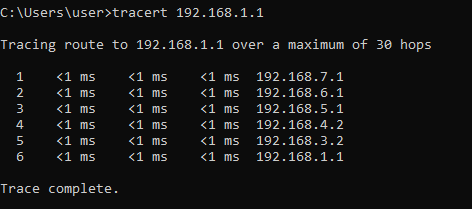 C:\Users\user>tracert 192.168.1.1
Tracing route to 192.168.1.1 over a maximum of 30 hops
1 <1 ms <1 ms <1 ms 192.168.7.1
2 <1 ms <1 ms <1 ms 192.168.6.1
3 <1 ms <1 ms <1 ms 192.168.5.1
4 <1 ms <1 ms <1 ms 192.168.4.2
5 <1 ms <1 ms <1 ms 192.168.3.2
6 <1 ms <1 ms <1 ms 192.168.1.1
Trace complete.